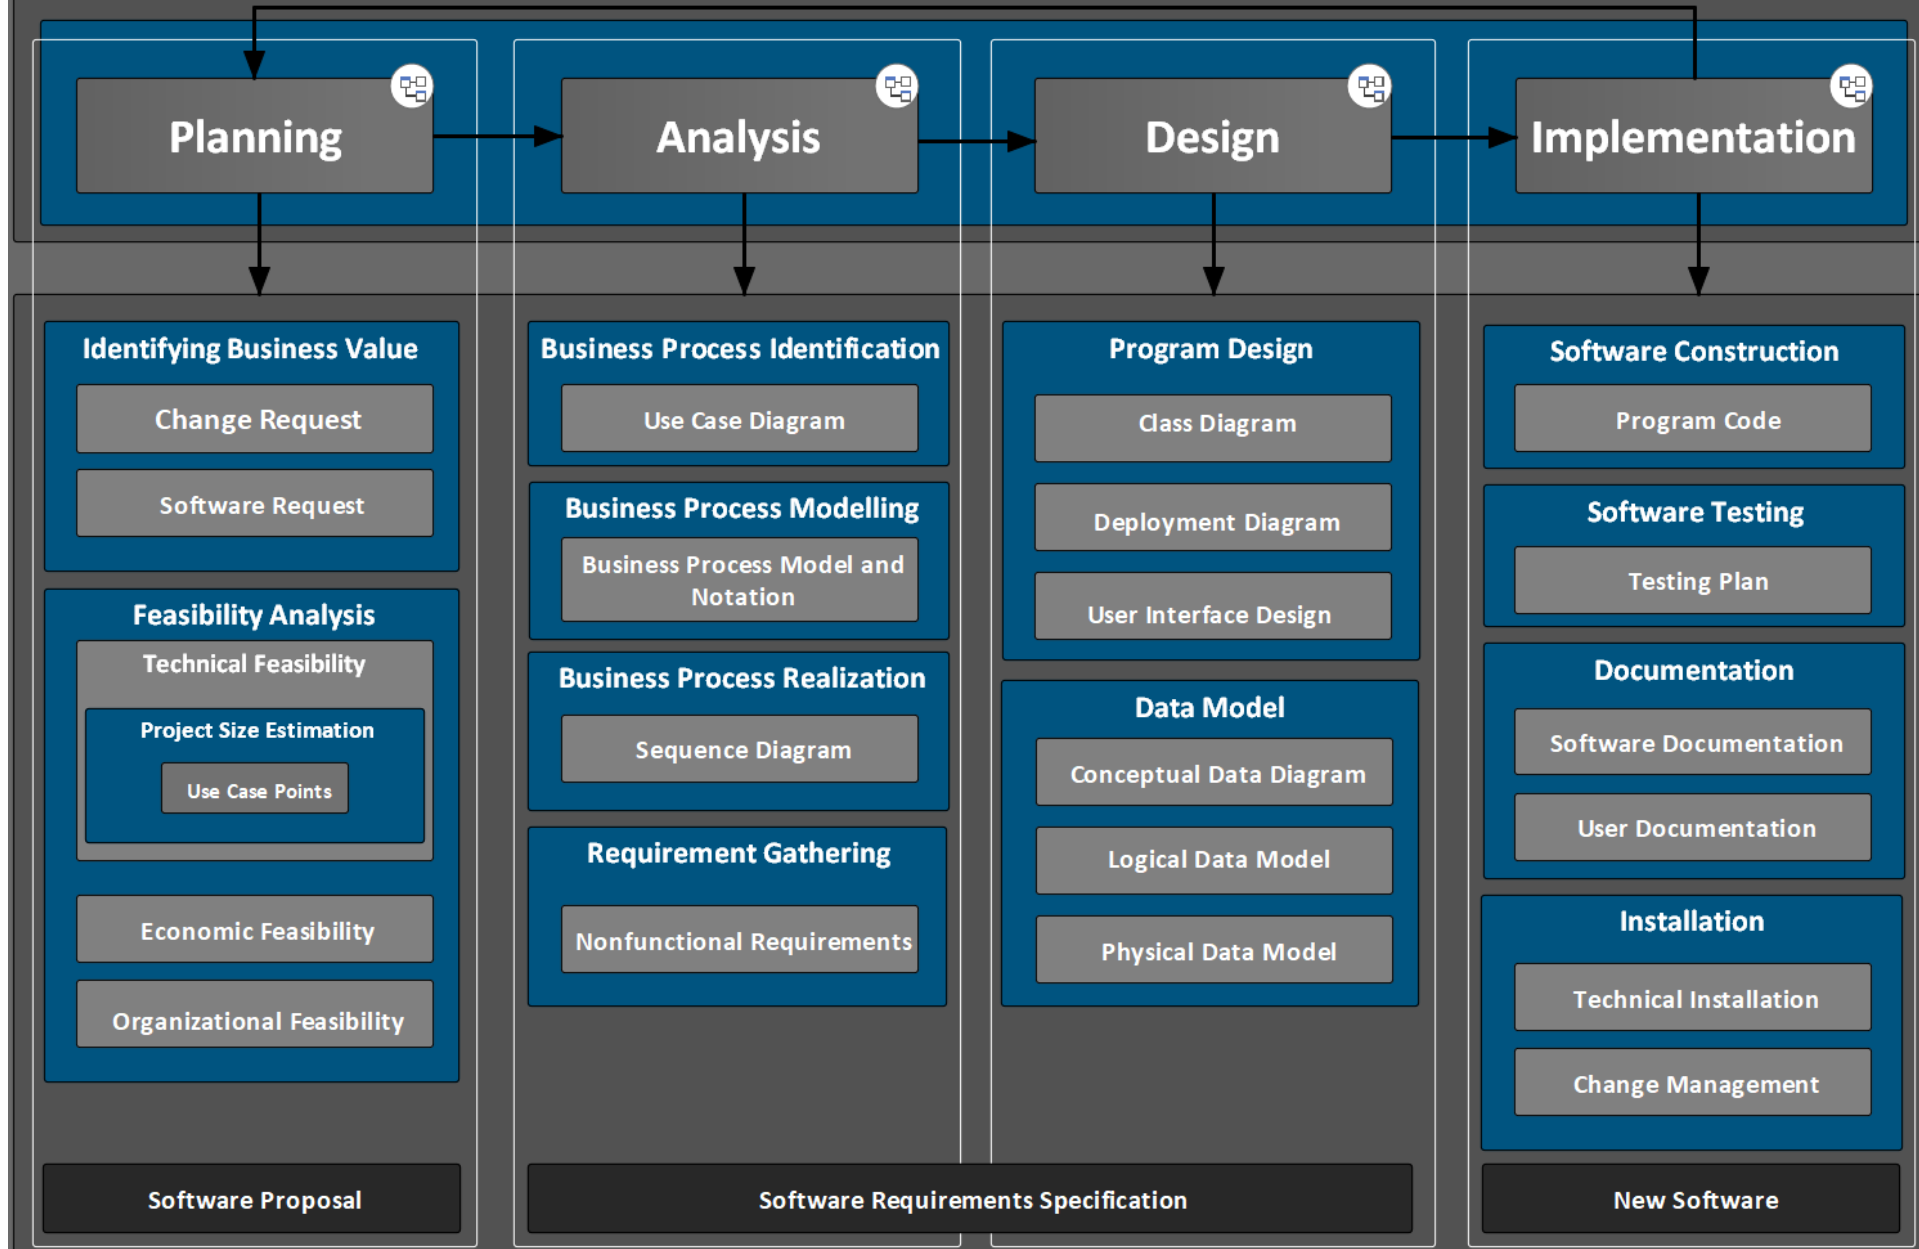 Planning
Analysis
Design
Implementation
Identifying Business Value
Change Request
Software Request
Feasibility Analysis
Technical Feasibility
Project Size Estimation
Use Case Points
Economic Feasibility
Organizational Feasibility
Software Proposal
Business Process Identification
Use Case Diagram
Business Process Modelling
Business Process Model and
Notation
Business Process Realization
Sequence Diagram
Requirement Gathering
Nonfunctional Requirements
Program Design
Class Diagram
Deployment Diagram
User Interface Design
Data Model
Conceptual Data Diagram
Logical Data Model
Physical Data Model
Software Requirements Specification
Software Construction
Program Code
Software Testing
Testing Plan
Documentation
Software Documentation
User Documentation
Installation
Technical Installation
Change Management
New Software